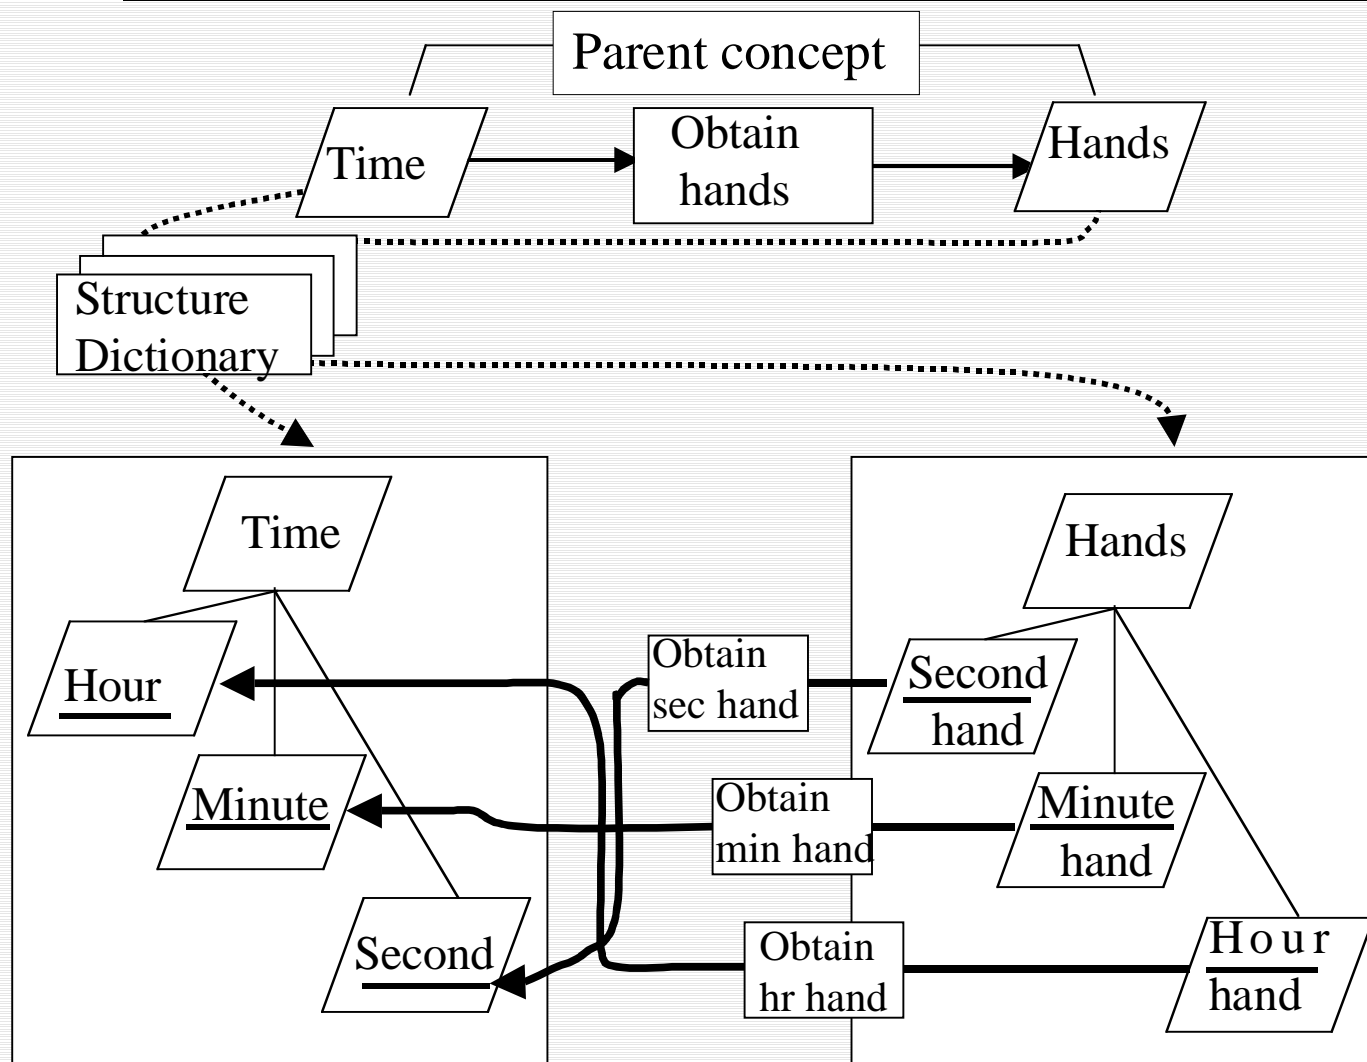 Parent concept
Time
Obtain
hands
Hands
Structure
Dictionary
Time
Hands
Hour
Obtain
sec hand
Second
hand
Minute
Obtain
min hand
Minute
hand
Second
Obtain
hr hand
Hour
hand